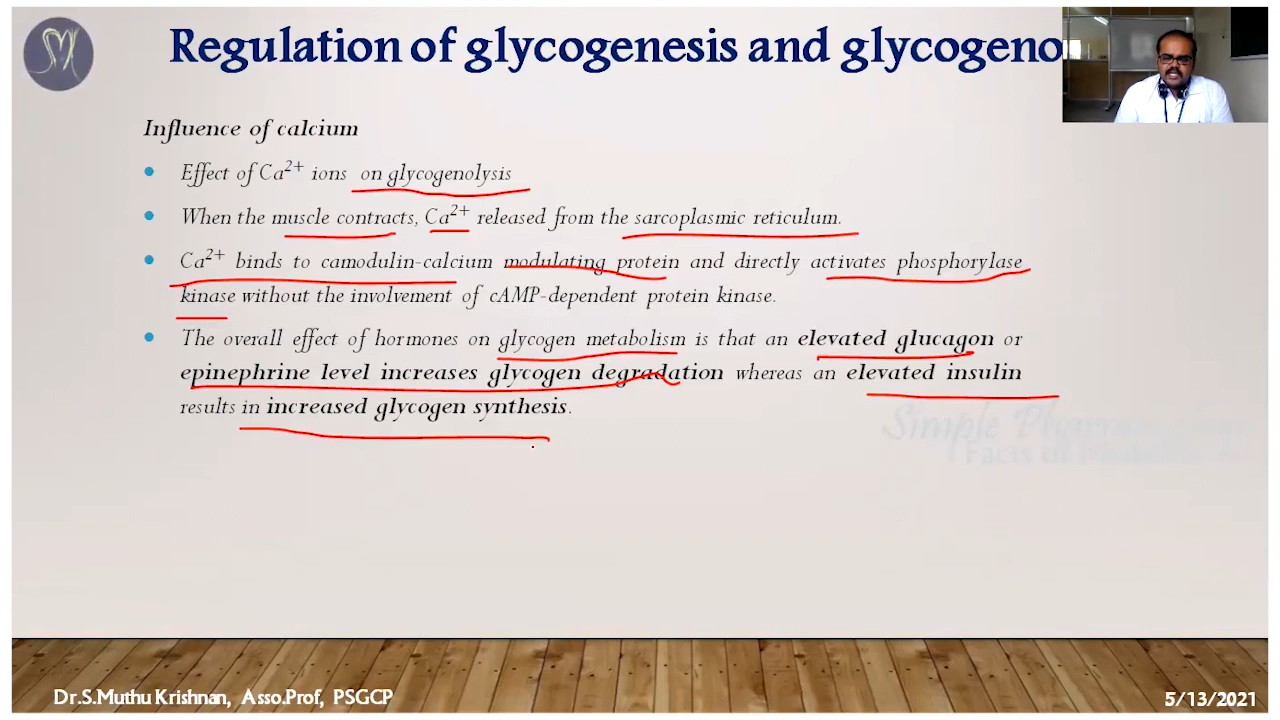 Regulation of glycogenesis and glycogeno
Influence of calcium
• Effect of Ca²⁺ ions on glycogenolysis
• When the muscle contracts, Ca²⁺ released from the sarcoplasmic reticulum.
• Ca²⁺ binds to camodulin-calcium modulating protein and directly activates phosphorylase
kinase without the involvement of cAMP-dependent protein kinase.
• The overall effect of hormones on glycogen metabolism is that an elevated glucagon or
epinephrine level increases glycogen degradation whereas an elevated insulin
results in increased glycogen synthesis.
Simple
Facts of
Dr.S.Muthu Krishnan, Asso.Prof, PSGCP
5/13/2021